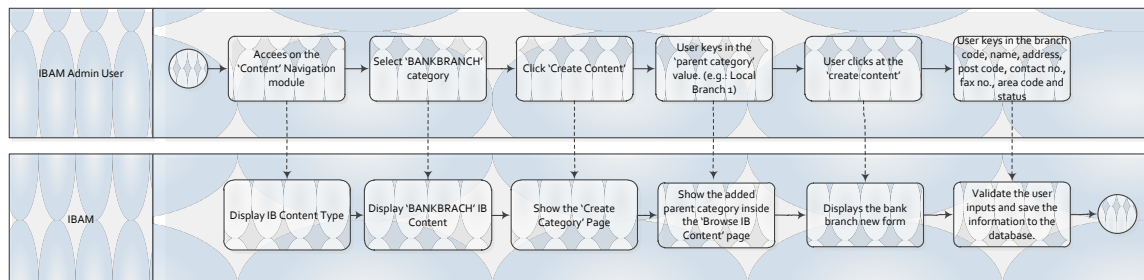 IBAM Admin User
Accees on the
'Content' Navigation
module
Select 'BANKBRANCH'
category
Click 'Create Content'
User keys in the
'parent category'
value. (e.g.: Local
Branch 1)
User clicks at the
'create content'
User keys in the branch
code, name, address,
post code, contact no.,
fax no., area code and
status
IBAM
Display IB Content Type
Display 'BANKBRACH' IB
Content
Show the 'Create
Category' Page
Show the added
parent category inside
the 'Browse IB
Content' page
Displays the bank
branch new form
Validate the user
inputs and save the
information to the
database.